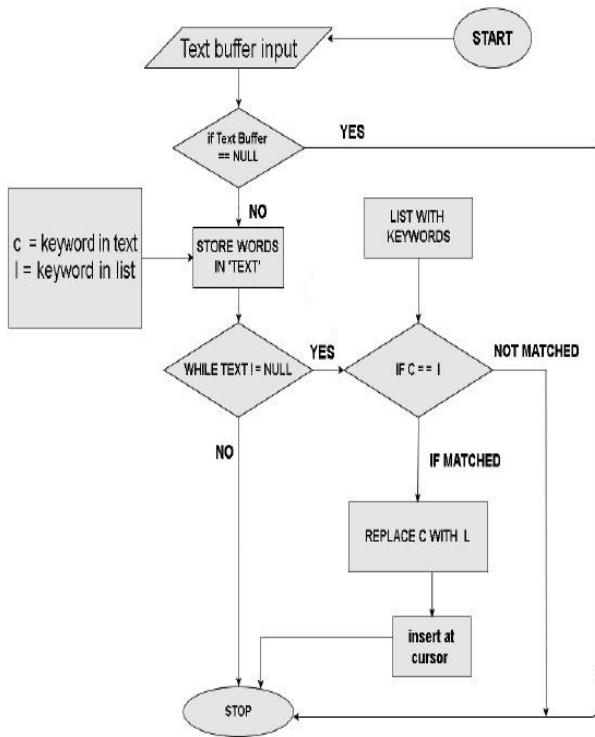 START
Text buffer input
if Text Buffer
== NULL
YES
NO
c = keyword in text
l = keyword in list
STORE WORDS
IN 'TEXT'
LIST WITH
KEYWORDS
WHILE TEXT ! = NULL
YES
IF C == l
NOT MATCHED
NO
IF MATCHED
REPLACE C WITH L
insert at
cursor
STOP